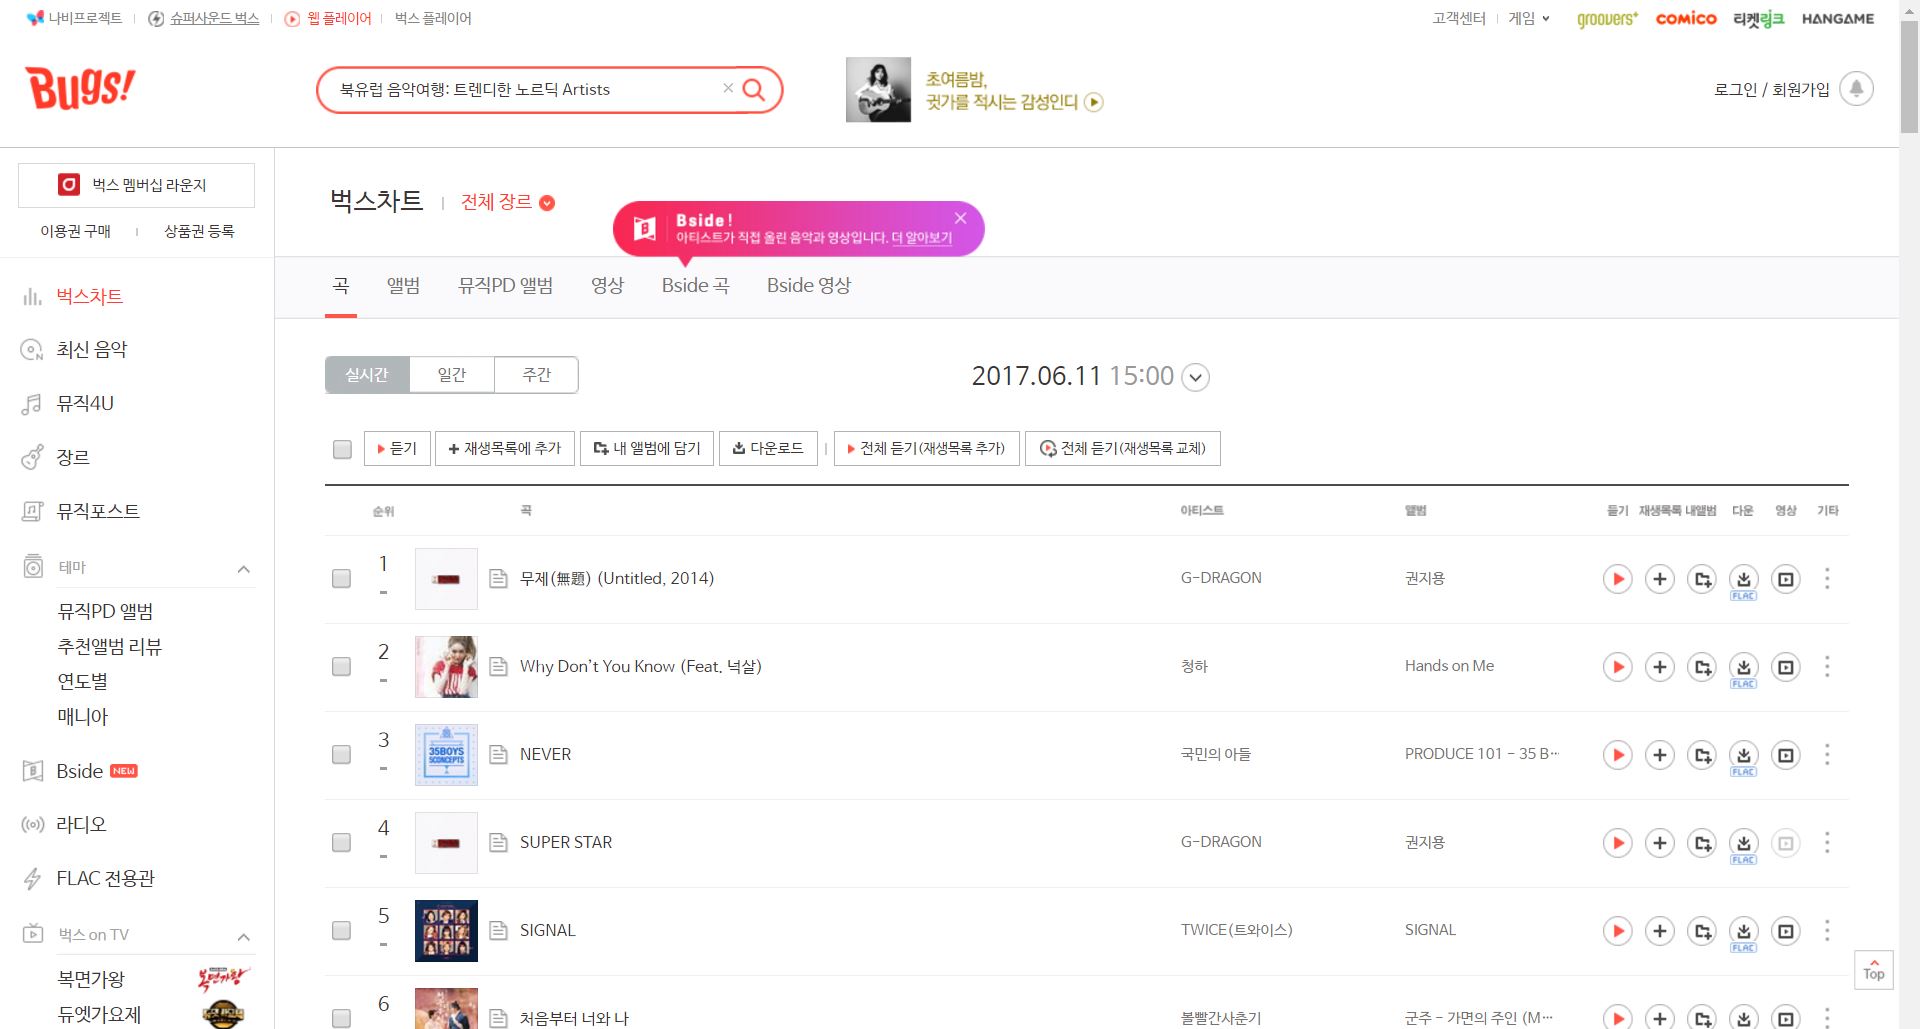 나비프로젝트
슈퍼사운드 벅스
웹 플레이어
벅스 플레이어
고객센터
게임
groovers+
comico
티켓링크
HANGAME
Bugs!
북유럽 음악여행: 트렌디한 노르딕 Artists
초여름밤,
귓가를 적시는 감성인디
로그인 / 회원가입
벅스 멤버십 라운지
이용권 구매
상품권 등록
벅스차트
최신 음악
뮤직4U
장르
뮤직포스트
테마
뮤직PD 앨범
추천앨범 리뷰
연도별
매니아
Bside NEW
라디오
FLAC 전용관
벅스 on TV
복면가왕 복면가왕
듀엣가요제
벅스차트 전체 장르
Bside!
아티스트가 직접 올린 음악과 영상입니다. 더 알아보기
곡 앨범 뮤직PD 앨범 영상 Bside 곡 Bside 영상
실시간 일간 주간
2017.06.11 15:00
듣기 재생목록에 추가 내 앨범에 담기 다운로드 전체 듣기(재생목록 추가) 전체 듣기(재생목록 교체)
순위 곡 아티스트 앨범 듣기 재생목록 내앨범 다운 영상 기타
1 무제(無題) (Untitled, 2014) G-DRAGON 권지용 FLAC
2 Why Don't You Know (Feat. 넉살) 청하 Hands on Me FLAC
3 35BOYS 5CONCEPTS NEVER 국민의 아들 PRODUCE 101 - 35 B… FLAC
4 SUPER STAR G-DRAGON 권지용 FLAC
5 SIGNAL TWICE(트와이스) SIGNAL FLAC
6 처음부터 너와 나 볼빨간사춘기 군주 - 가면의 주인 (M…
Top